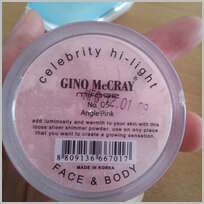 celebrity hi-light
GINO McCRAY
No. 05
Angle Pink
add luminosity and warmth to your skin with this
loose sheer shimmer powder. use on any place
that you want to create a glowing sensation.
8 809136 667017
MADE IN KOREA
FACE & BODY